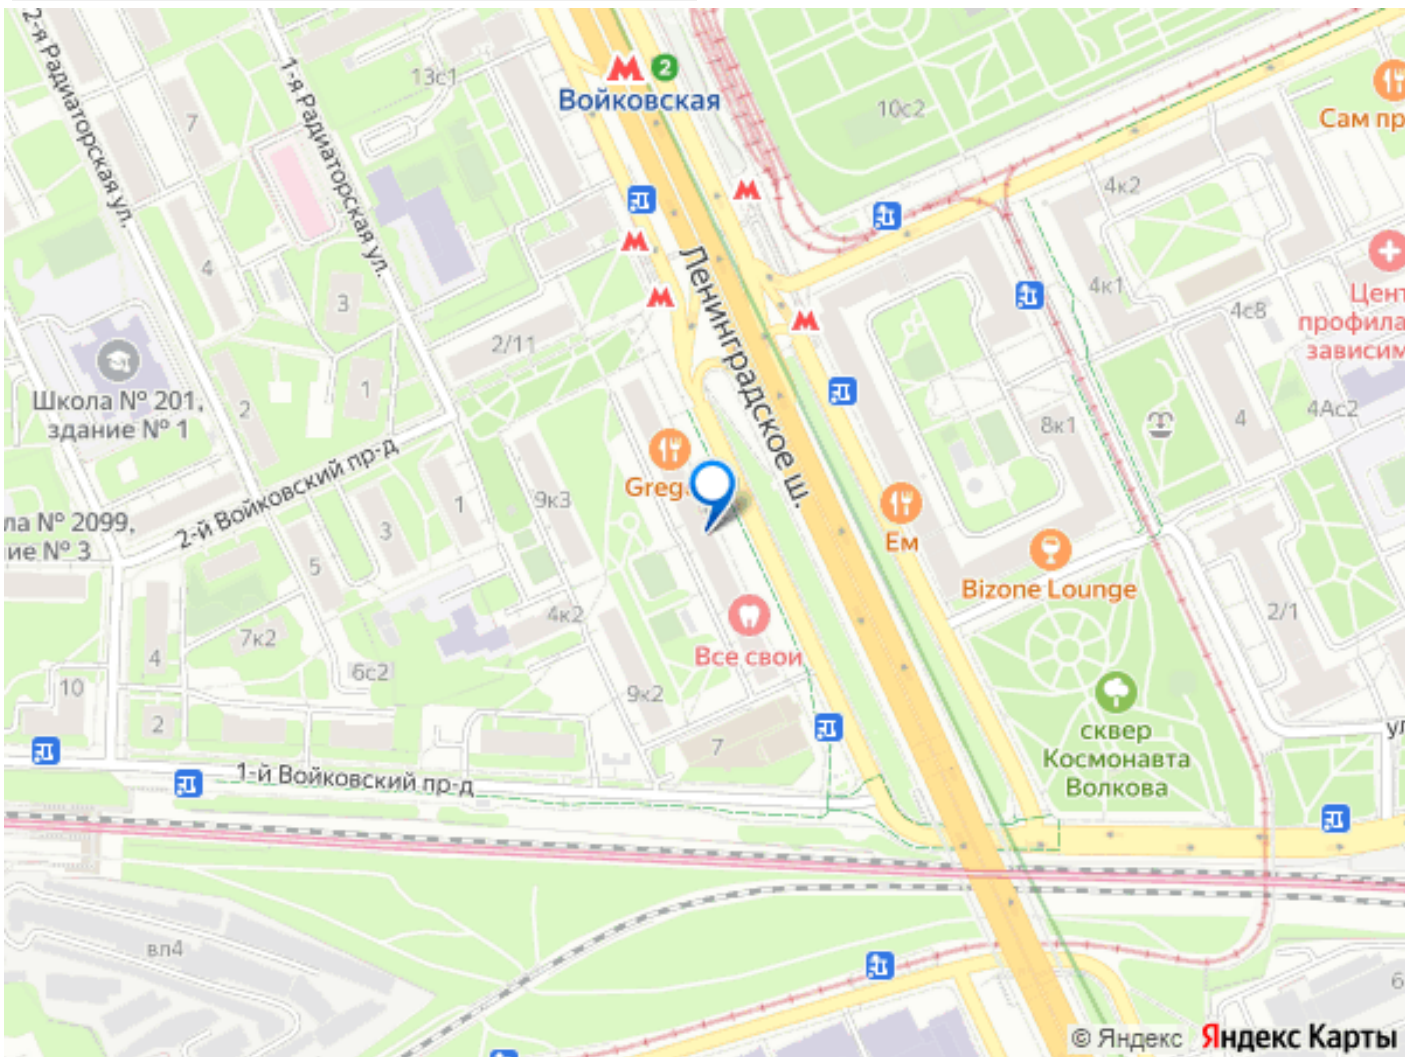 2-я Радиаторская ул.
1-я Радиаторская ул.
13с1
7
2
Войковская
10с2
Сам пр
4к2
4
3
4к1
4с8
Цент
профила
зависим
Ленинградское ш.
2/11
Школа № 201,
здание № 1
2
1
8к1
4
4Ас2
2-й Войковский пр-д
Grega
9к3
1
ла № 2099,
ие № 3
3
5
Ем
Bizone Lounge
4к2
2/1
7к2
4
6с2
Все свои
10
2
9к2
7
сквер
Космонавта
Волкова
ул
1-й Войковский пр-д
вл4
6
© Яндекс Яндекс Карты